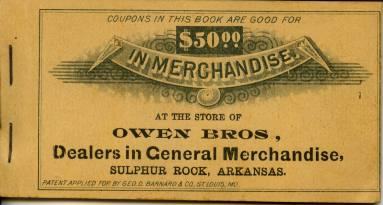 COUPONS IN THIS BOOK ARE GOOD FOR
$50.00
IN MERCHANDISE.
AT THE STORE OF
OWEN BROS,
Dealers in General Merchandise,
SULPHUR ROCK, ARKANSAS.
PATENT APPLIED FOR BY GEO. D. BARNARD & CO. ST. LOUIS, MO.